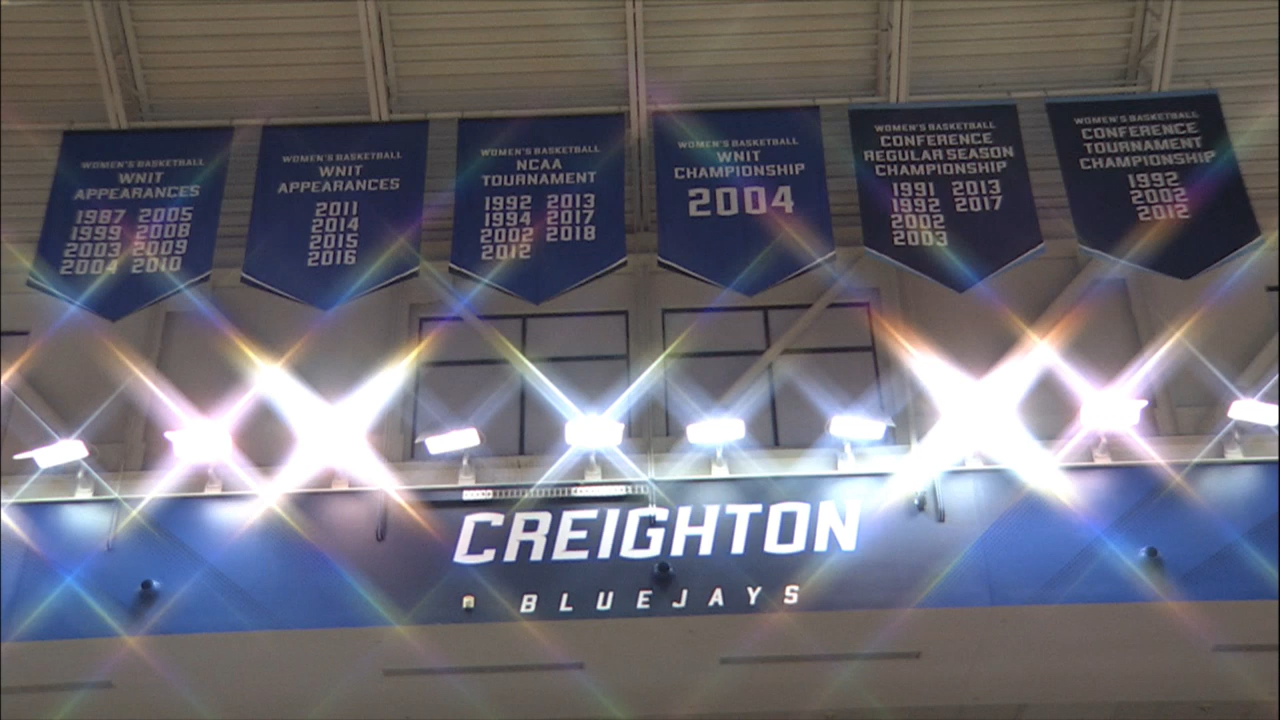 WOMEN'S BASKETBALL
WNIT
APPEARANCES
1987 2005
1999 2008
2003 2009
2004 2010
WOMEN'S BASKETBALL
WNIT
APPEARANCES
2011
2014
2015
2016
WOMEN'S BASKETBALL
NCAA
TOURNAMENT
1992 2013
1994 2017
2002 2018
2012
WOMEN'S BASKETBALL
WNIT
CHAMPIONSHIP
2004
WOMEN'S BASKETBALL
CONFERENCE
REGULAR SEASON
CHAMPIONSHIP
1991 2013
1992 2017
2002
2003
WOMEN'S BASKETBALL
CONFERENCE
TOURNAMENT
CHAMPIONSHIP
1992
2002
2012
CREIGHTON
BLUEJAYS